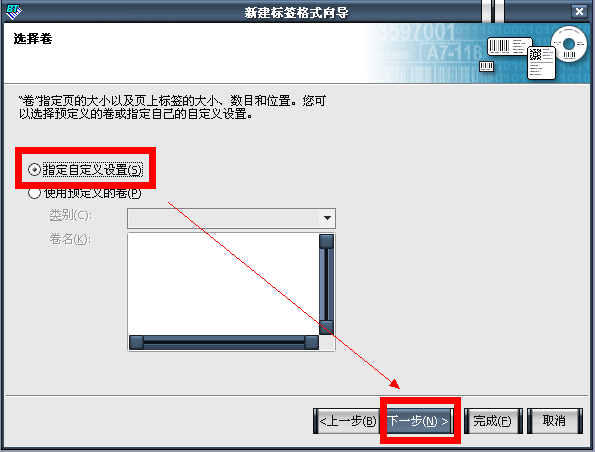 BT
新建标签格式向导
选择卷
3597001
A7-118
"卷"指定页的大小以及页上标签的大小、数目和位置。您可
以选择预定义的卷或指定自己的自定义设置。
指定自定义设置(S)
使用预定义的卷(P)
类别(C):
卷名(K):
<上一步(B)
下一步(N) >
完成(F)
取消